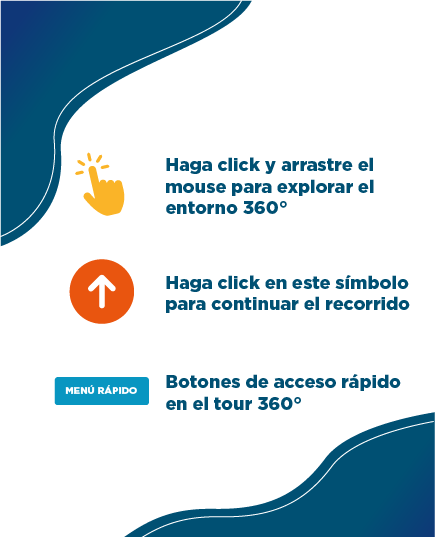 Haga click y arrastre el
mouse para explorar el
entorno 360°
Haga click en este símbolo
para continuar el recorrido
MENÚ RÁPIDO
Botones de acceso rápido
en el tour 360°